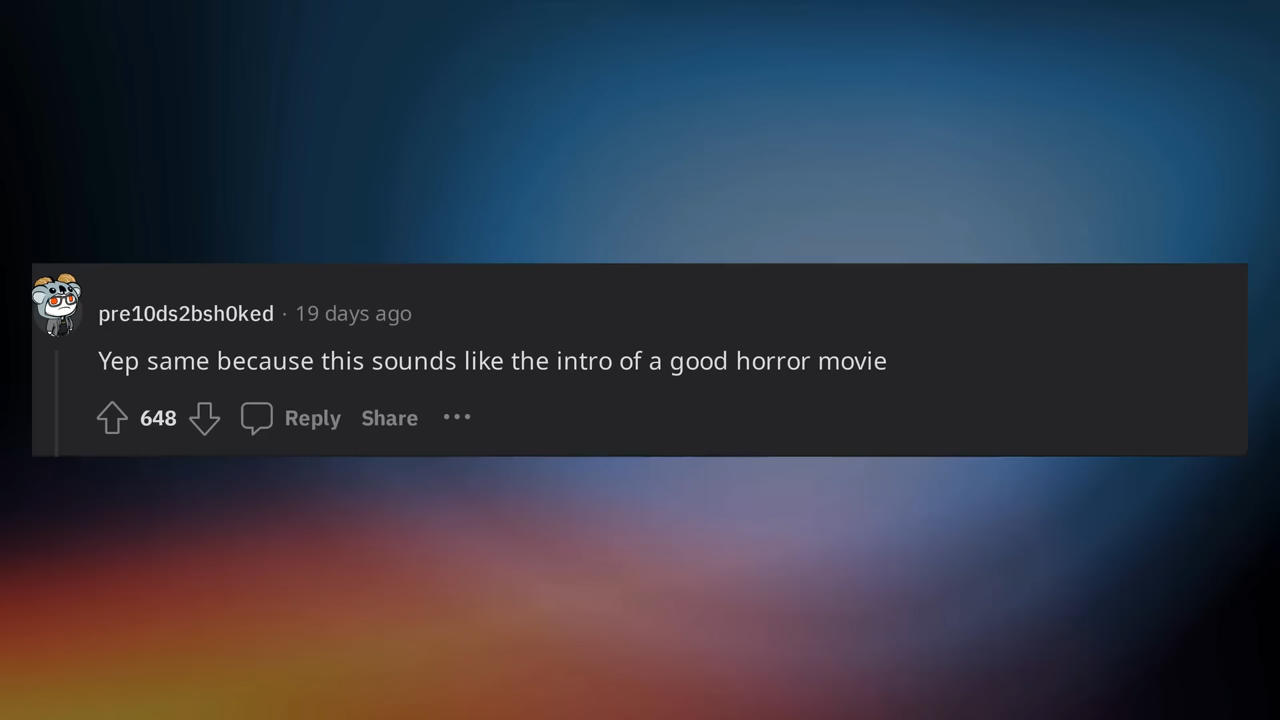 pre10ds2bsh0ked · 19 days ago
Yep same because this sounds like the intro of a good horror movie
648 Reply Share ···